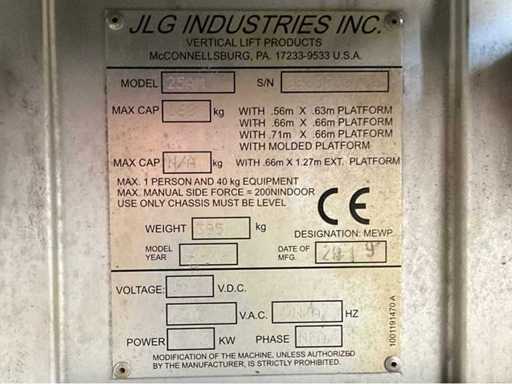 JLG INDUSTRIES INC.
VERTICAL LIFT PRODUCTS
McCONNELLSBURG, PA. 17233-9533 U.S.A.
MODEL 25AM S/N
MAX CAP kg WITH .56m X .63m PLATFORM
WITH .66m X .66m PLATFORM
WITH .71m X .66m PLATFORM
WITH MOLDED PLATFORM
MAX CAP N/A kg WITH .66m X 1.27m EXT. PLATFORM
MAX. 1 PERSON AND 40 kg EQUIPMENT
MAX. MANUAL SIDE FORCE = 200NINDOOR
USE ONLY CHASSIS MUST BE LEVEL
CE
WEIGHT 395 kg DESIGNATION: MEWP
MODEL YEAR DATE OF MFG.
VOLTAGE: V.D.C.
V.A.C. HZ
POWER KW PHASE
MODIFICATION OF THE MACHINE, UNLESS AUTHORIZED
BY THE MANUFACTURER, IS STRICTLY PROHIBITED.
1001191470 A